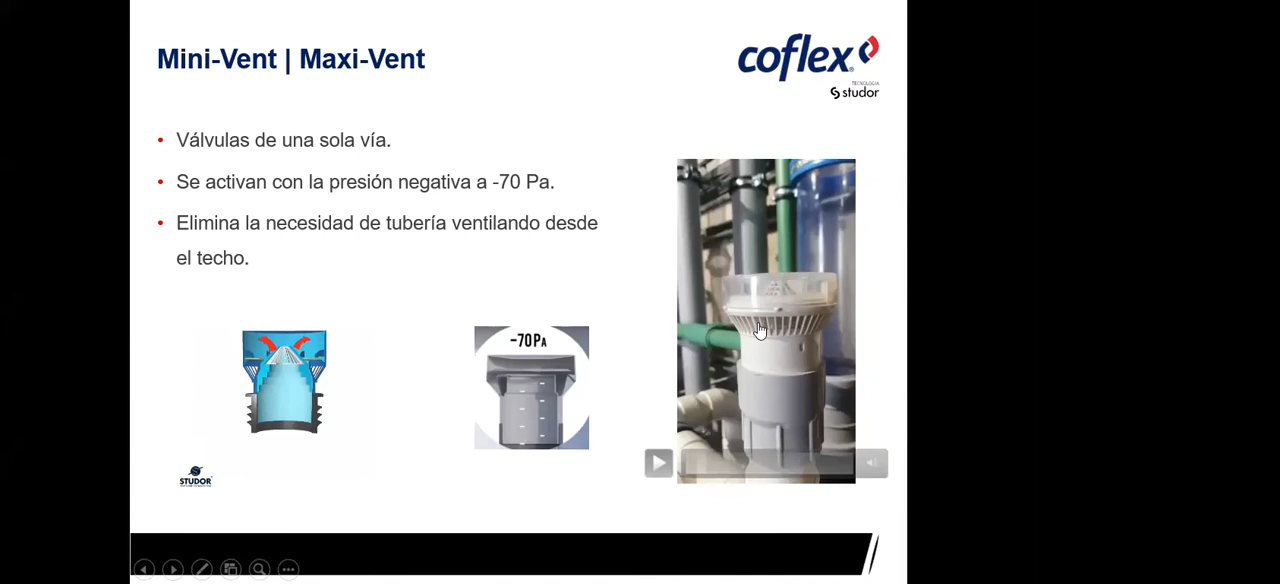 Mini-Vent | Maxi-Vent
coflex
TECNOLOGÍA
studor
• Válvulas de una sola vía.
• Se activan con la presión negativa a -70 Pa.
• Elimina la necesidad de tubería ventilando desde
el techo.
-70PA
STUDOR